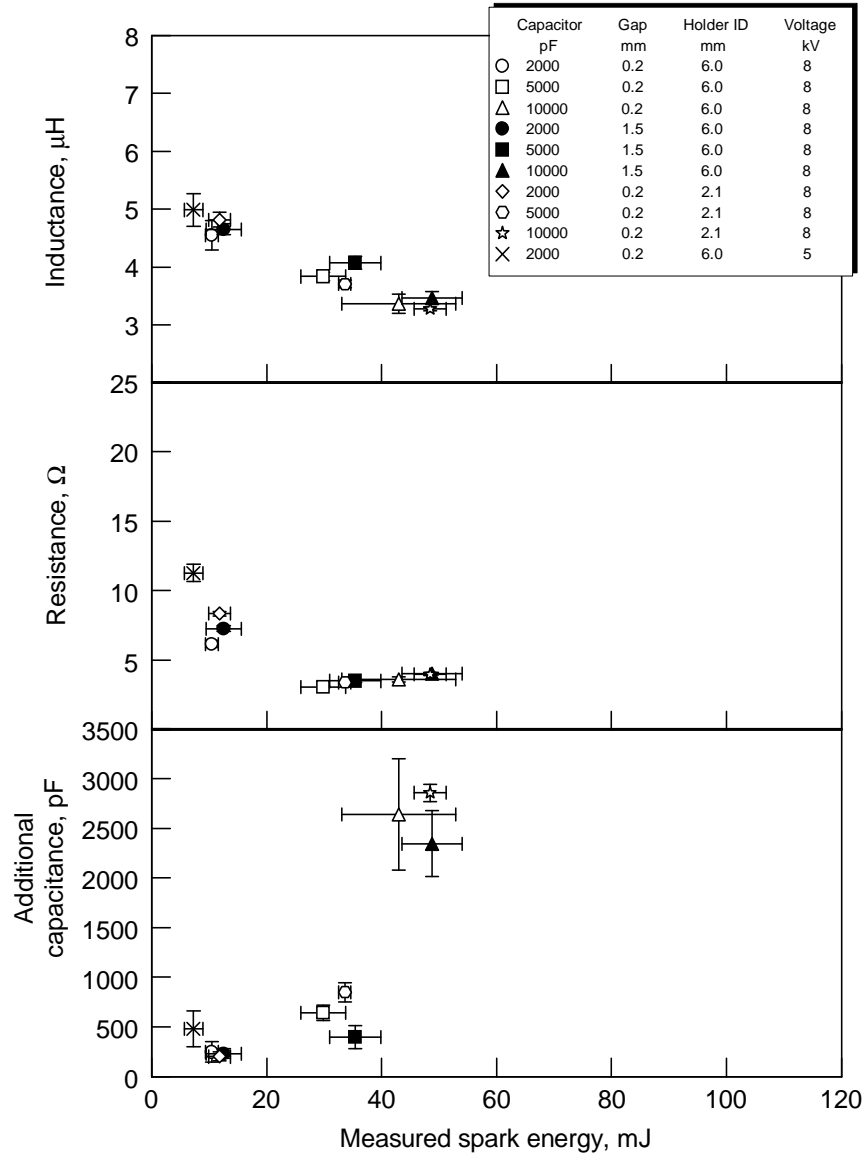 Capacitor Gap Holder ID Voltage
pF mm mm kV
2000 0.2 6.0 8
5000 0.2 6.0 8
10000 0.2 6.0 8
2000 1.5 6.0 8
5000 1.5 6.0 8
10000 1.5 6.0 8
2000 0.2 2.1 8
5000 0.2 2.1 8
10000 0.2 2.1 8
2000 0.2 6.0 5
Inductance, μH
8
7
6
5
4
3
Resistance, Ω
25
20
15
10
5
Additional
capacitance, pF
3500
3000
2500
2000
1500
1000
500
0
0 20 40 60 80 100 120
Measured spark energy, mJ